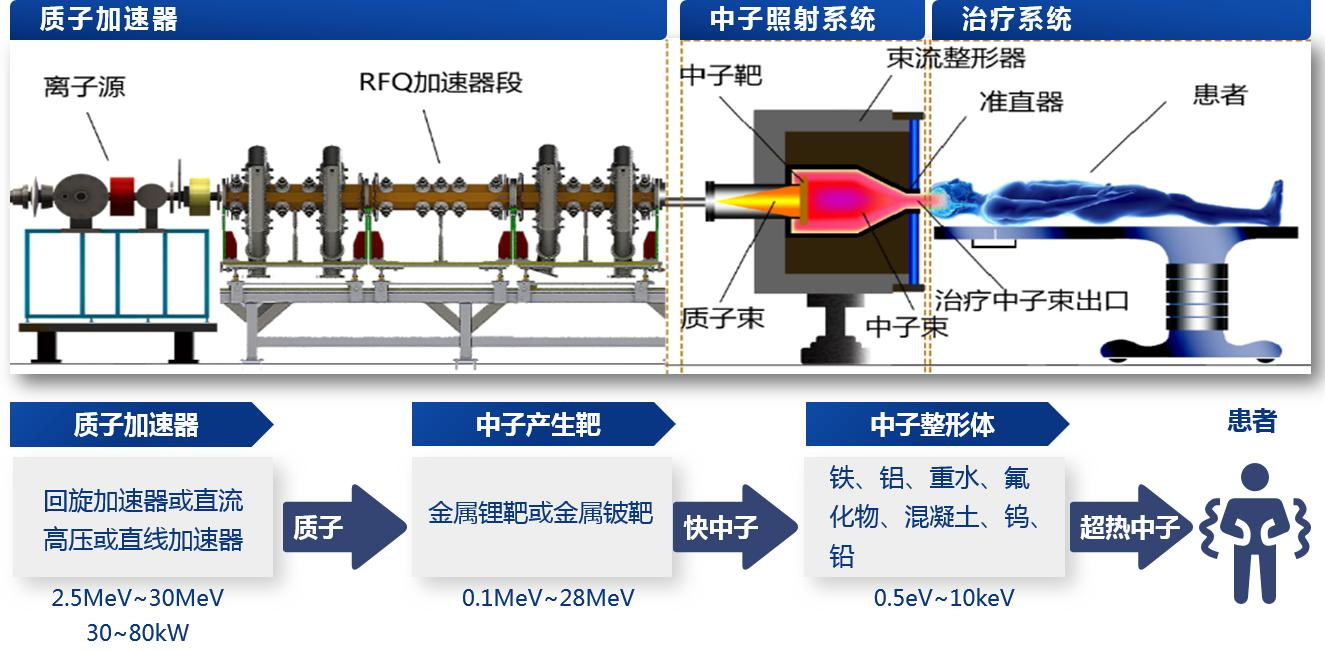 质子加速器
中子照射系统
治疗系统
离子源
RFQ加速器段
中子靶
束流整形器
准直器
患者
质子束
中子束
治疗中子束出口
质子加速器
中子产生靶
中子整形体
患者
回旋加速器或直流
高压或直线加速器
质子
金属锂靶或金属铍靶
快中子
铁、铝、重水、氟
化物、混凝土、钨、
铅
超热中子
2.5MeV~30MeV
30~80kW
0.1MeV~28MeV
0.5eV~10keV